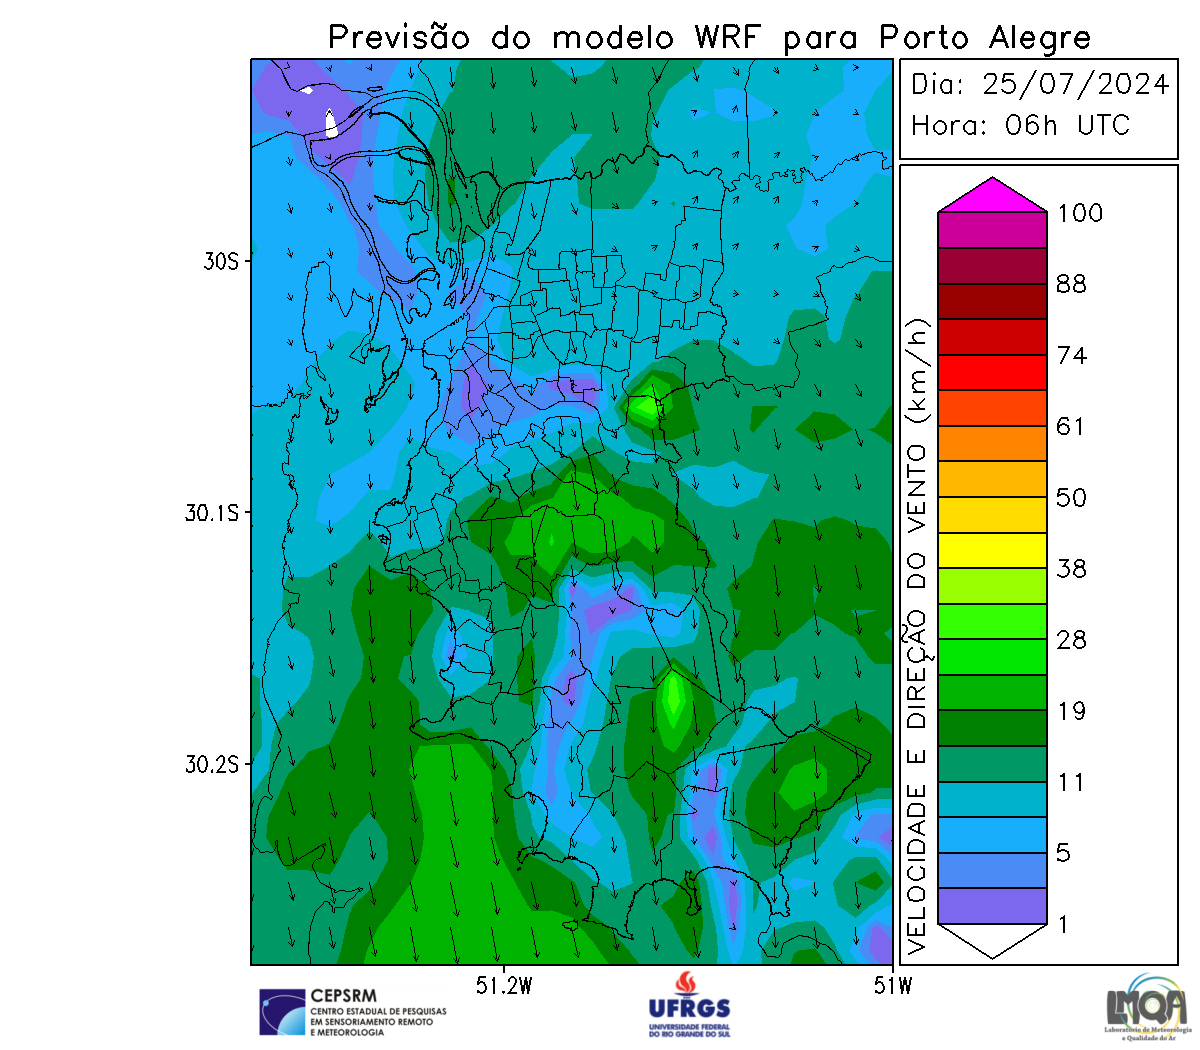 Previsão do modelo WRF para Porto Alegre
Dia: 25/07/2024
Hora: 06h UTC
100
88
74
61
50
38
28
19
11
5
1
VELOCIDADE E DIREÇÃO DO VENTO (km/h)
30S
30.1S
30.2S
51.2W
51W
CEPSRM
CENTRO ESTADUAL DE PESQUISAS
EM SENSORIAMENTO REMOTO
E METEOROLOGIA
UFRGS
UNIVERSIDADE FEDERAL
DO RIO GRANDE DO SUL
LMQA
Laboratório de Meteorologia
e Qualidade do Ar